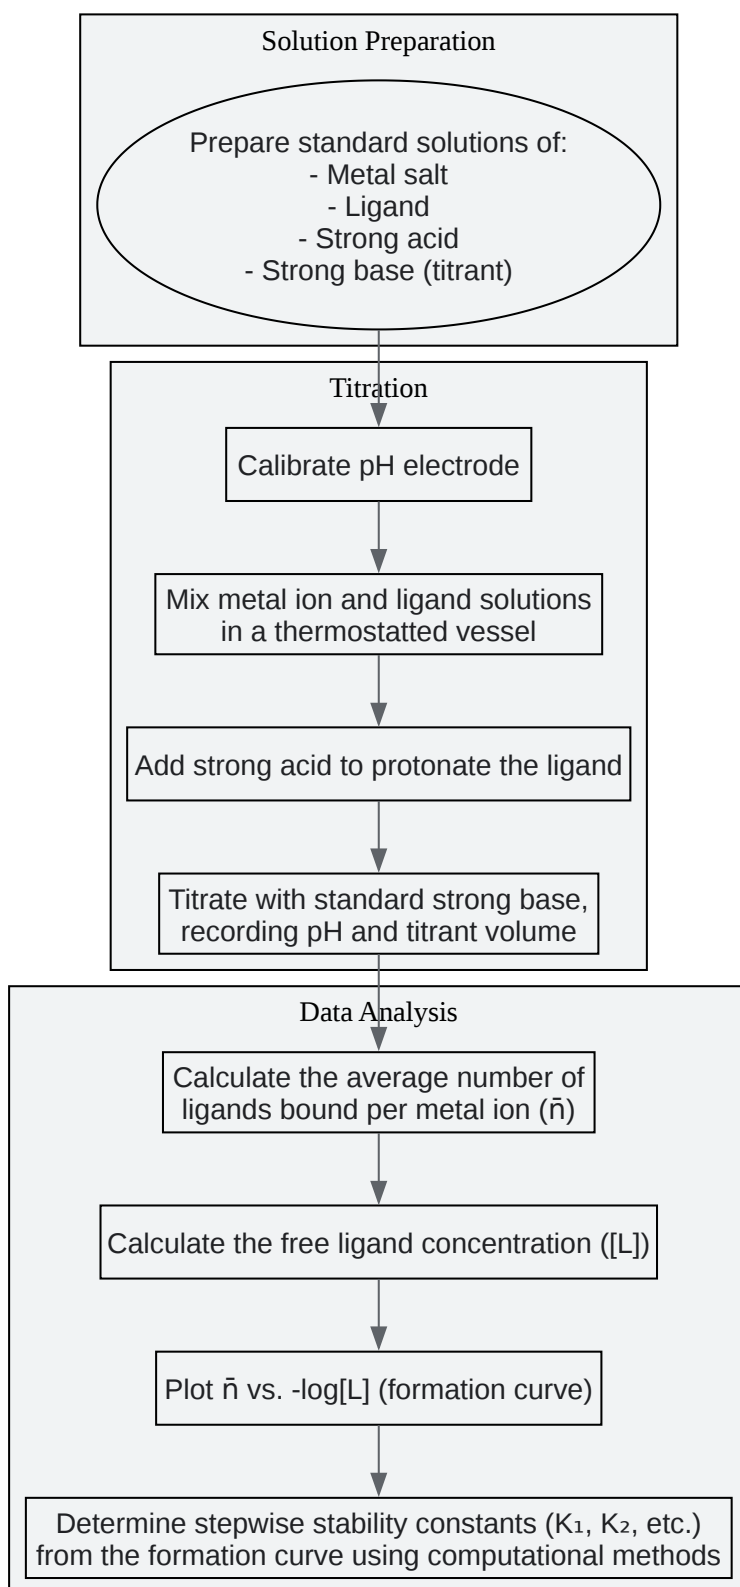 Solution Preparation
Prepare standard solutions of:
- Metal salt
- Ligand
- Strong acid
- Strong base (titrant)
Titration
Calibrate pH electrode
Mix metal ion and ligand solutions
in a thermostatted vessel
Add strong acid to protonate the ligand
Titrate with standard strong base,
recording pH and titrant volume
Data Analysis
Calculate the average number of
ligands bound per metal ion (n̄)
Calculate the free ligand concentration ([L])
Plot n̄ vs. -log[L] (formation curve)
Determine stepwise stability constants (K₁, K₂, etc.)
from the formation curve using computational methods